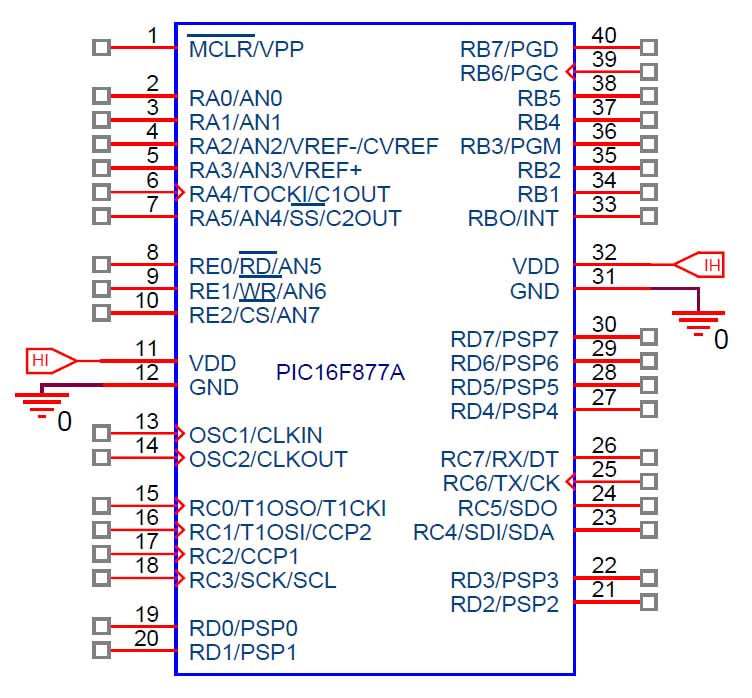 1 MCLR/VPP RB7/PGD 40
RB6/PGC 39
2 RA0/AN0 RB5 38
3 RA1/AN1 RB4 37
4 RA2/AN2/VREF-/CVREF RB3/PGM 36
5 RA3/AN3/VREF+ RB2 35
6 RA4/TOCKI/C1OUT RB1 34
7 RA5/AN4/SS/C2OUT RBO/INT 33
8 RE0/RD/AN5 VDD 32 IH
9 RE1/WR/AN6 GND 31
10 RE2/CS/AN7
0
RD7/PSP7 30
HI 11 VDD RD6/PSP6 29
12 GND PIC16F877A RD5/PSP5 28
0 RD4/PSP4 27
13 OSC1/CLKIN
14 OSC2/CLKOUT RC7/RX/DT 26
RC6/TX/CK 25
15 RC0/T1OSO/T1CKI RC5/SDO 24
16 RC1/T1OSI/CCP2 RC4/SDI/SDA 23
17 RC2/CCP1
18 RC3/SCK/SCL RD3/PSP3 22
RD2/PSP2 21
19 RD0/PSP0
20 RD1/PSP1